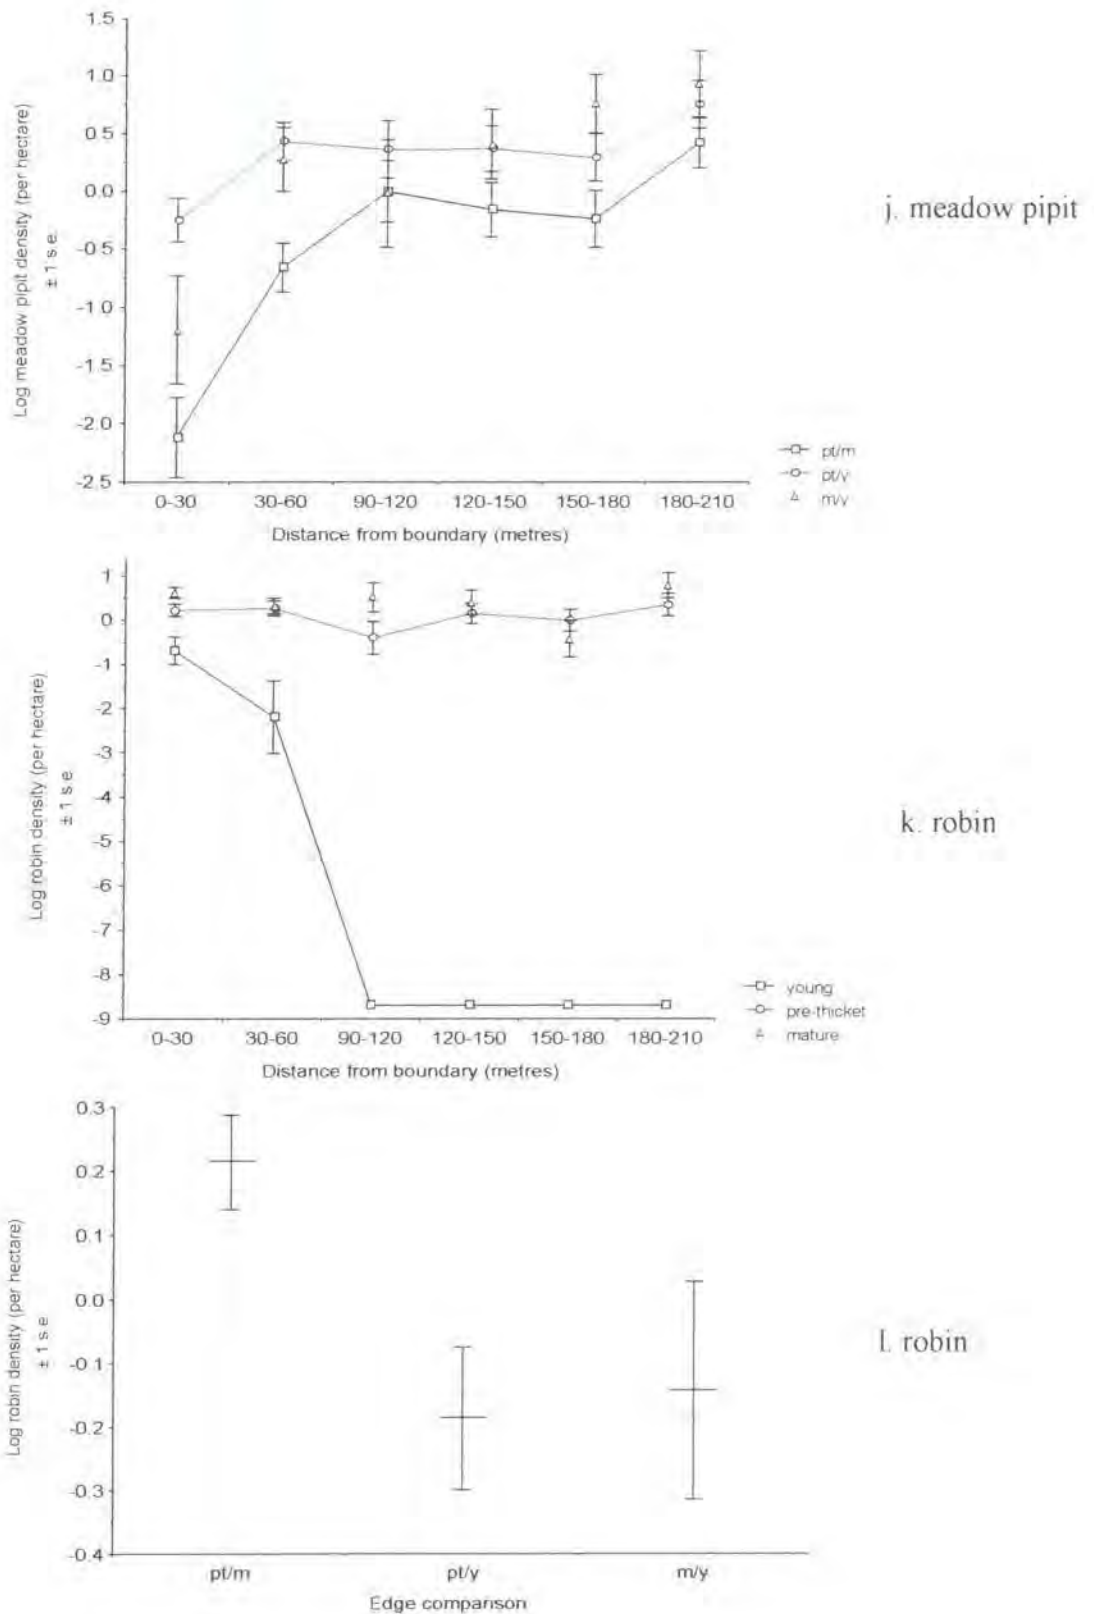 1.5
1.0
0.5
0.0
-0.5
-1.0
-1.5
-2.0
-2.5
Log meadow pipit density (per hectare)
± 1 s.e.
0-30 30-60 90-120 120-150 150-180 180-210
Distance from boundary (metres)
pt/m
pt/y
m/y
j. meadow pipit
1
0
-1
-2
-3
-4
-5
-6
-7
-8
-9
Log robin density (per hectare)
± 1 s.e
0-30 30-60 90-120 120-150 150-180 180-210
Distance from boundary (metres)
young
pre-thicket
mature
k. robin
0.3
0.2
0.1
0.0
-0.1
-0.2
-0.3
-0.4
Log robin density (per hectare)
± 1 s e
pt/m pt/y m/y
Edge comparison
l. robin